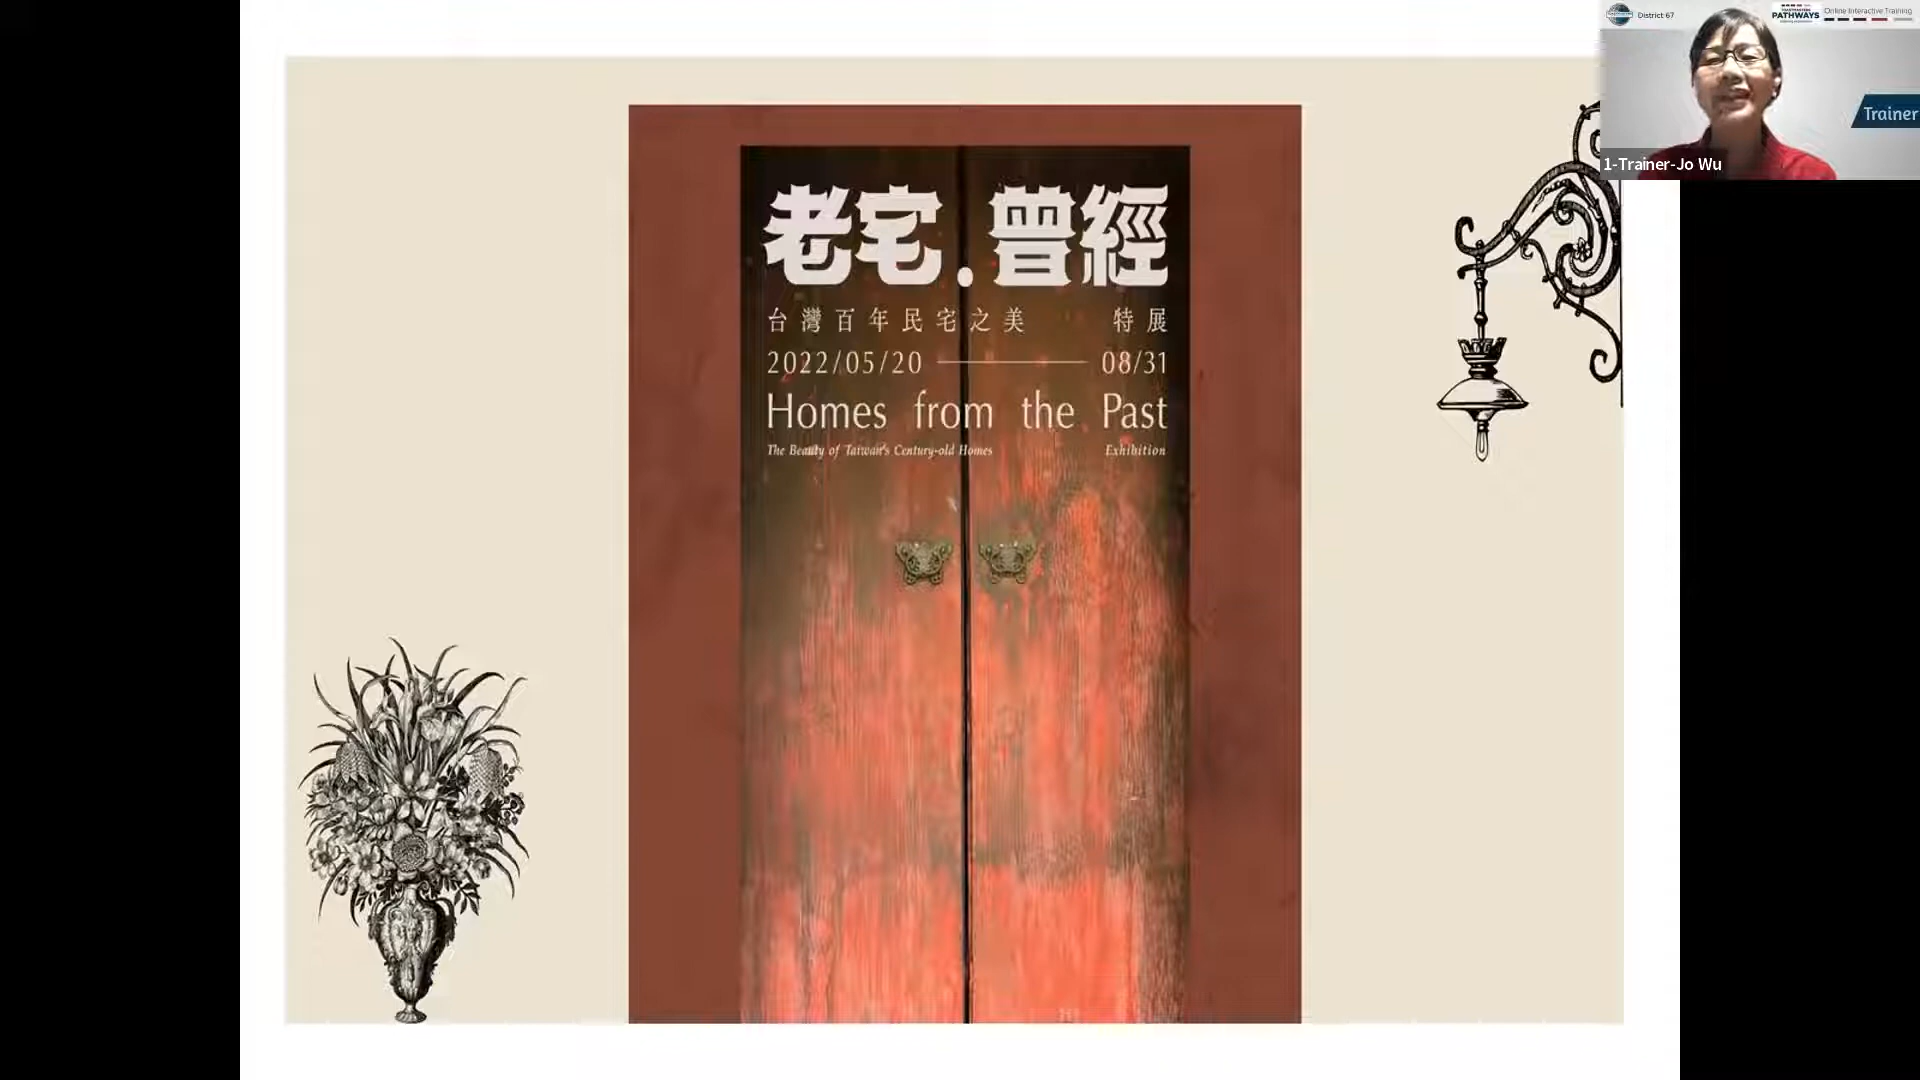 District 67
PATHWAYS
Online Interactive Training
Trainer
1-Trainer-Jo Wu
老宅.曾經
台灣百年民宅之美 特展
2022/05/20 08/31
Homes from the Past
The Beauty of Taiwan's Century-old Homes Exhibition